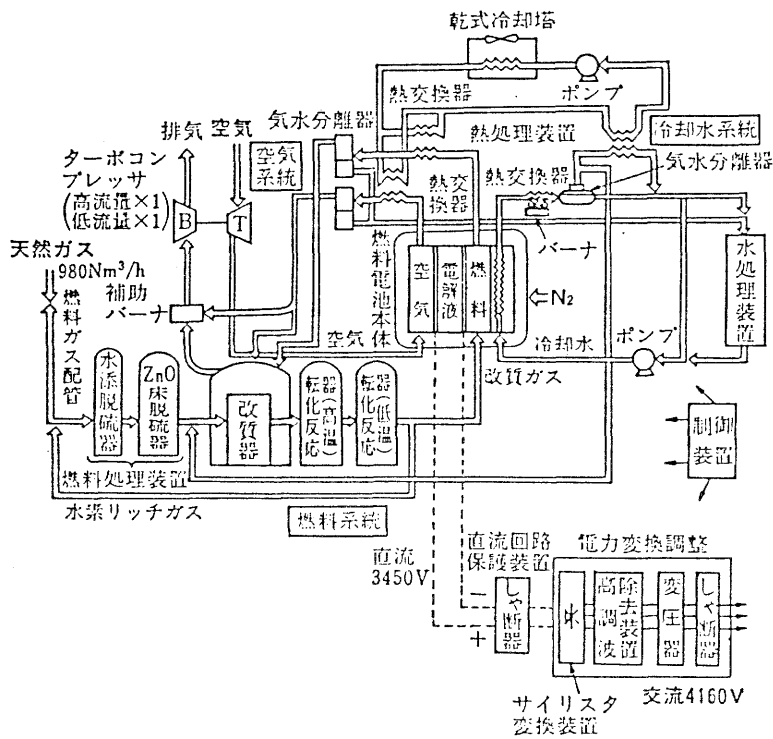 乾式冷却塔
ポンプ
熱交換器
気水分離器
熱処理装置
冷却水系統
排気
空気
空気
系統
ターボコン
プレッサ
(高流量×1)
(低流量×1)
B
T
熱交
換器
熱交換器
気水分離器
バーナ
天然ガス
980Nm³/h
補助
バーナ
燃料ガス配管
燃料電池本体
空気
電解液
燃料
N₂
水処理装置
空気
冷却水
ポンプ
改質ガス
水添脱硫器
ZnO
床脱硫器
改質器
転化反応器(高温)
転化反応器(低温)
制御
装置
燃料処理装置
水素リッチガス
燃料系統
直流
3450V
直流回路
保護装置
電力変換調整
−
+
しゃ断器
高調波
除去装置
変圧器
しゃ断器
サイリスタ
変換装置
交流4160V